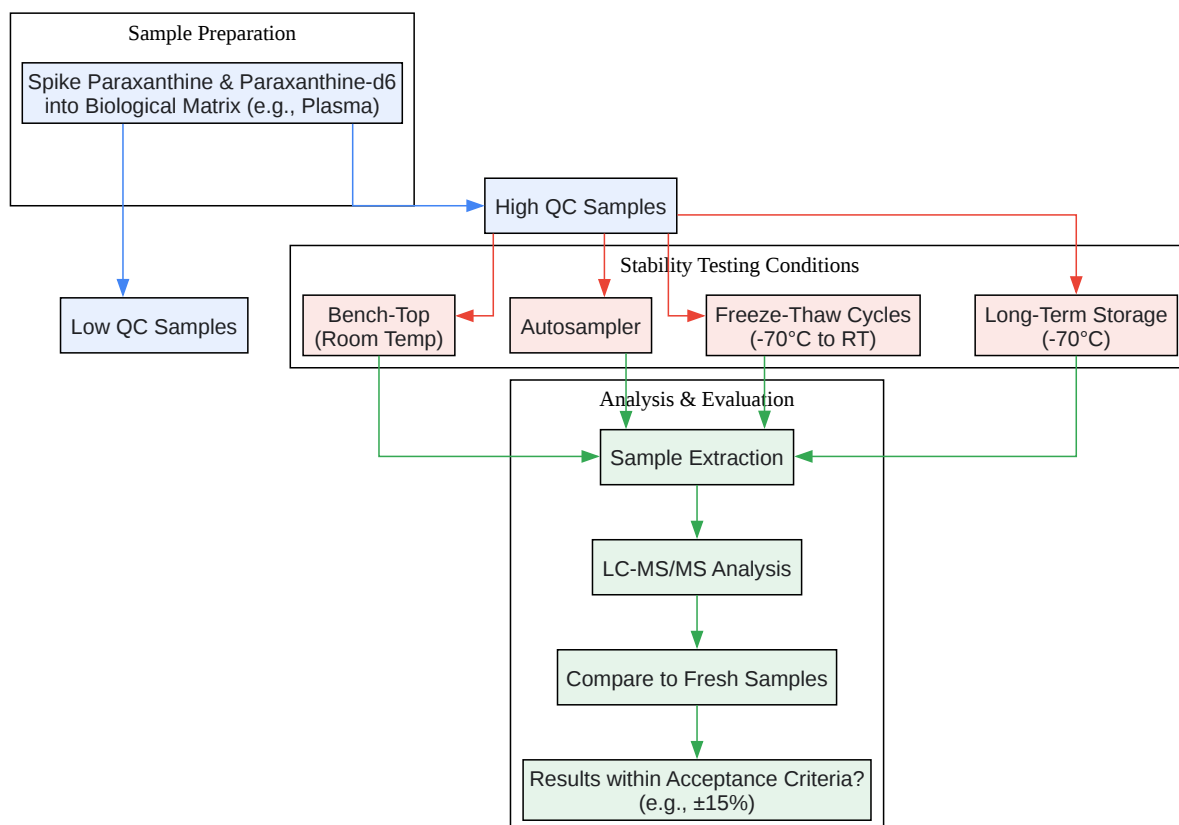 Sample Preparation
Spike Paraxanthine & Paraxanthine-d6
into Biological Matrix (e.g., Plasma)
High QC Samples
Stability Testing Conditions
Low QC Samples
Bench-Top
(Room Temp)
Autosampler
Freeze-Thaw Cycles
(-70°C to RT)
Long-Term Storage
(-70°C)
Analysis & Evaluation
Sample Extraction
LC-MS/MS Analysis
Compare to Fresh Samples
Results within Acceptance Criteria?
(e.g., ±15%)